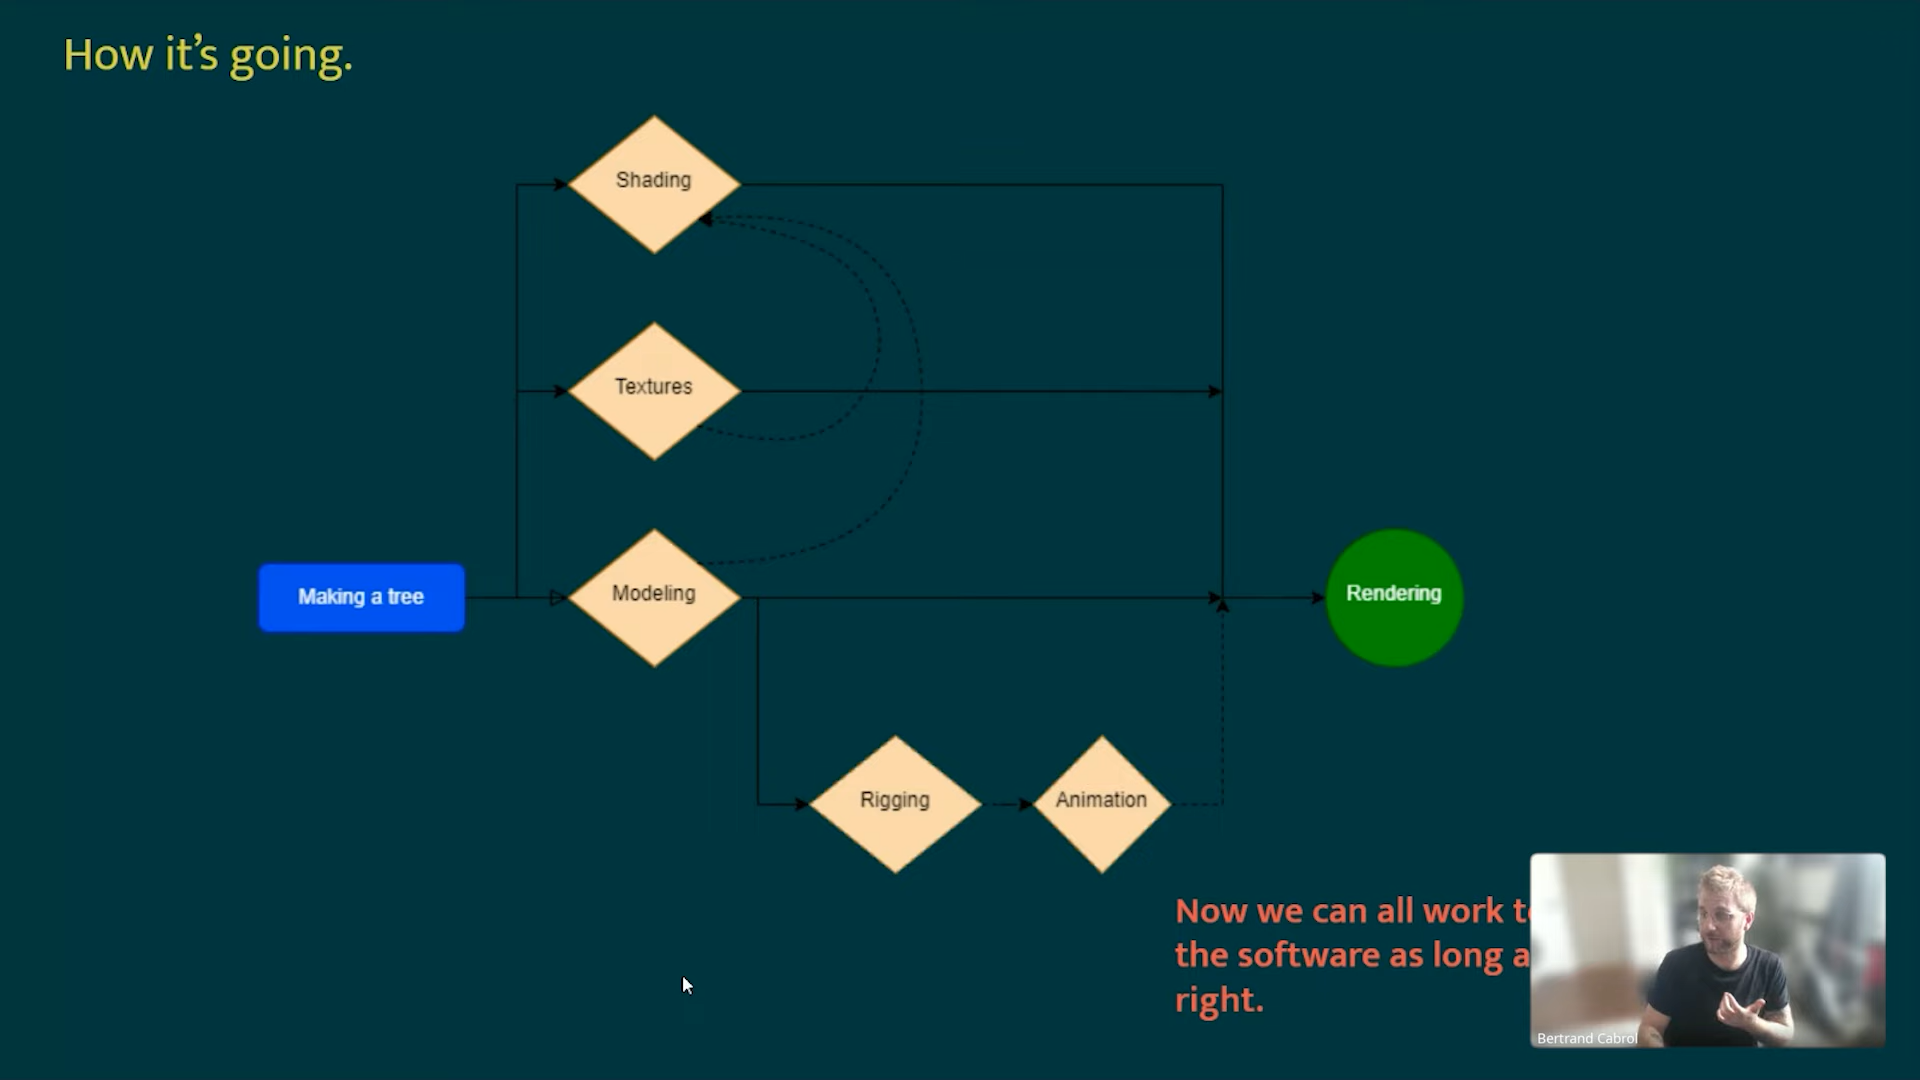 How it's going.
Shading
Textures
Making a tree
Modeling
Rendering
Rigging
Animation
Now we can all work
the software as long
right.
Bertrand Cabrol